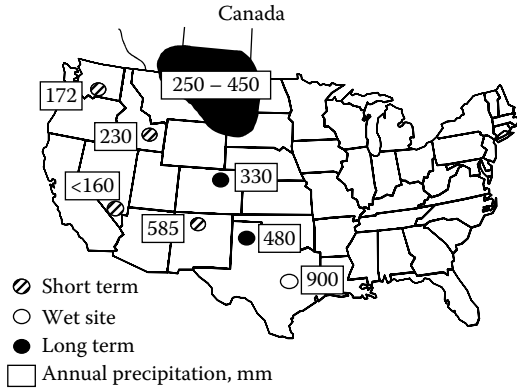 Canada
250 – 450
172
230
330
<160
585
480
900
Short term
Wet site
Long term
Annual precipitation, mm